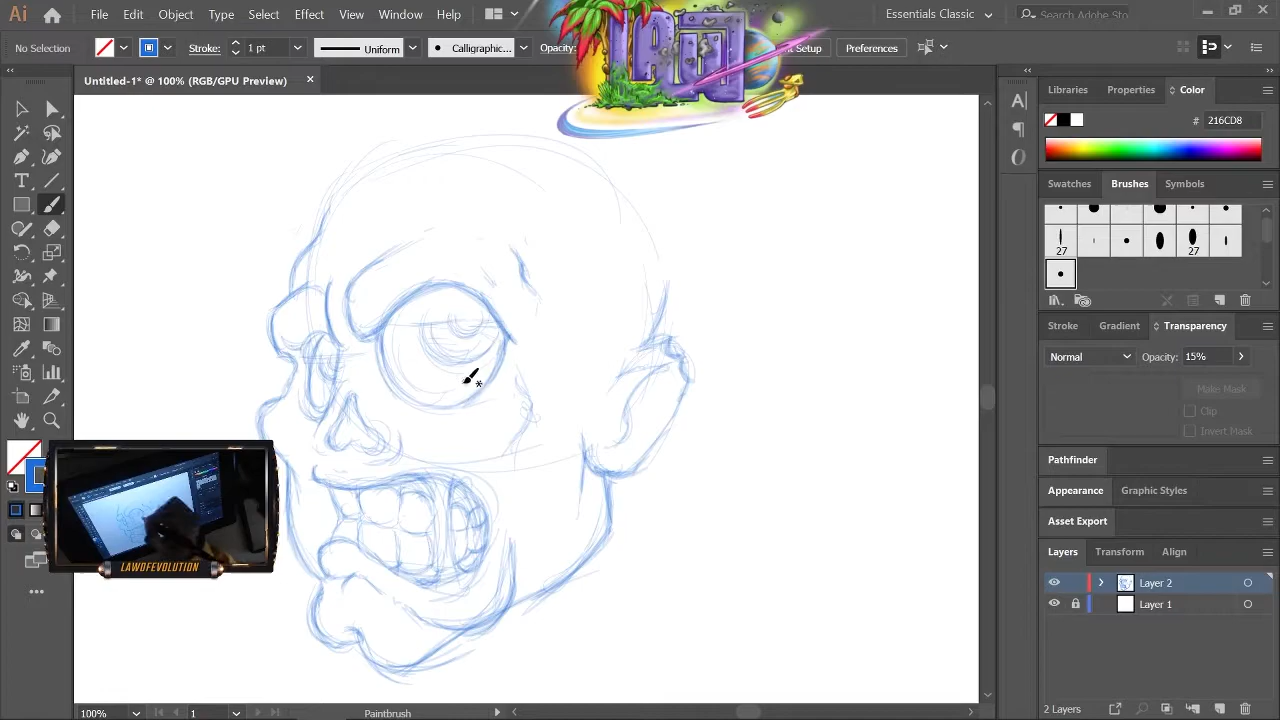 Ai File Edit Object Type Select Effect View Window Help Essentials Classic
No Selection Stroke: 1 pt Uniform Calligraphic... Opacity: Setup Preferences
Untitled-1* @ 100% (RGB/GPU Preview)
Libraries Properties Color
216CD8
Swatches Brushes Symbols
27 27
Stroke Gradient Transparency
Normal Opacity: 15%
Make Mask
Clip
Invert Mask
Pathfinder
Appearance Graphic Styles
Asset Export
Layers Transform Align
Layer 2
Layer 1
LAWOFEVOLUTION
2 Layers
100% 1 Paintbrush